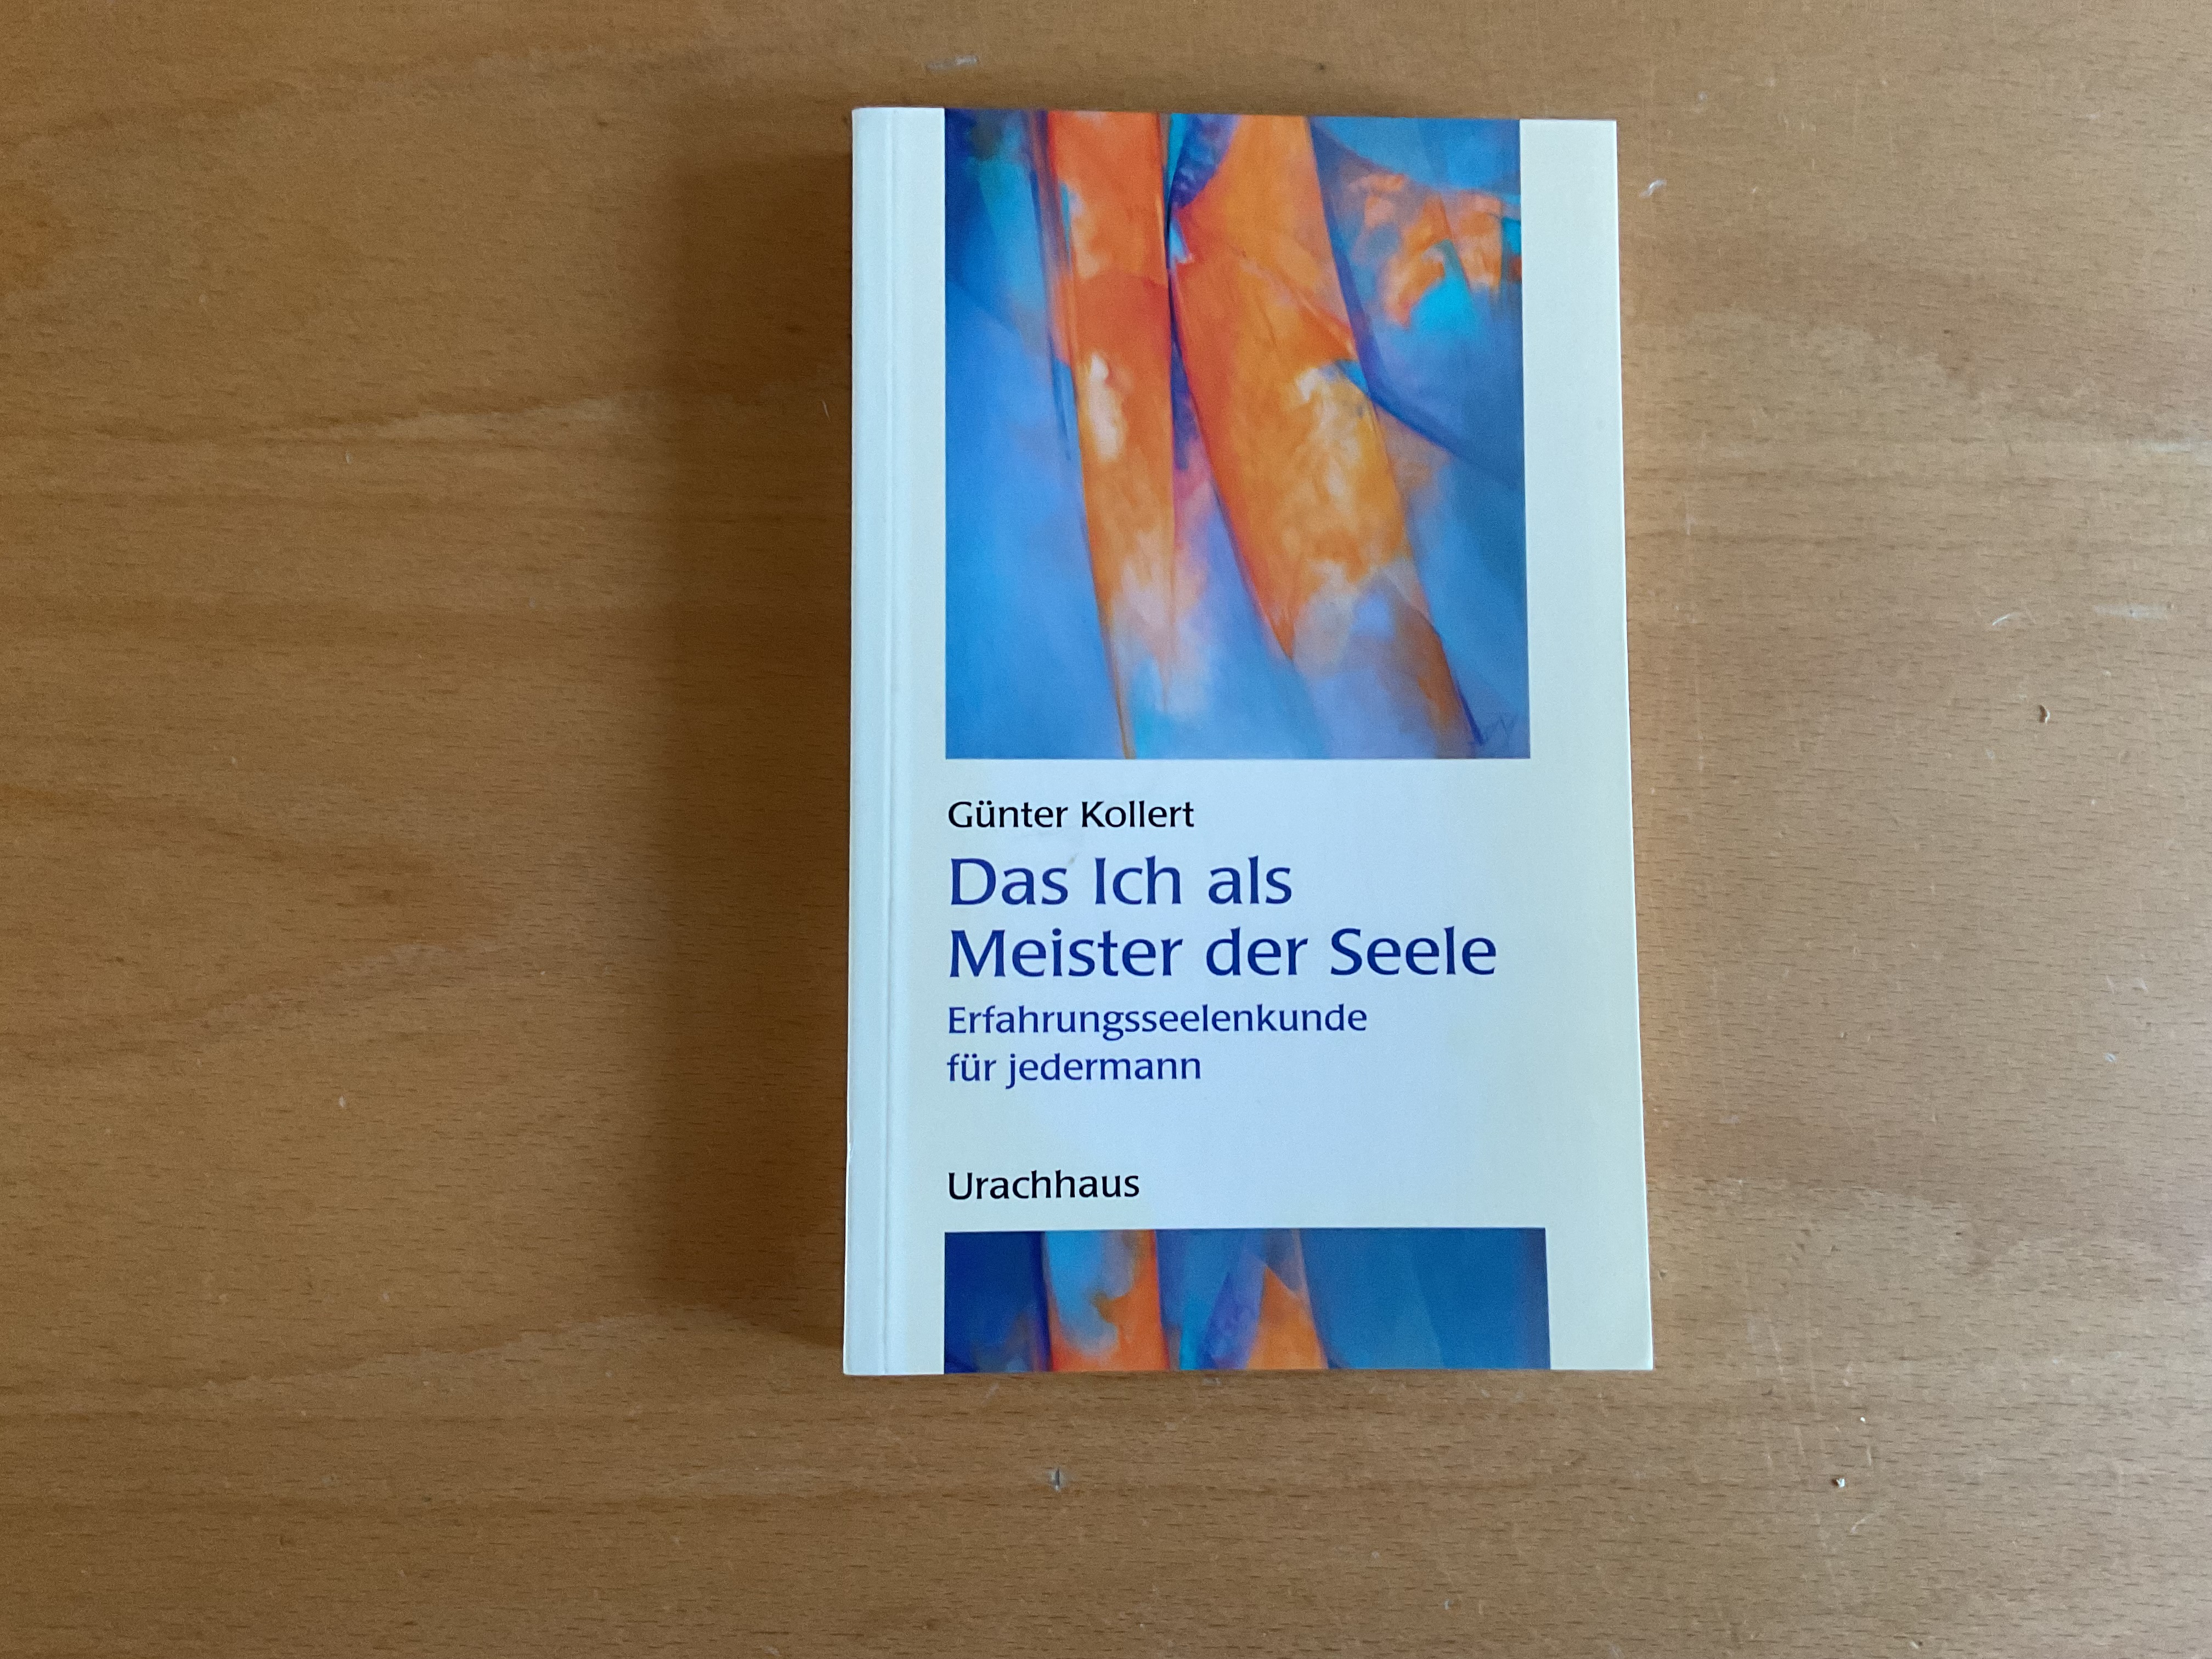 Günter Kollert
Das Ich als
Meister der Seele
Erfahrungsseelenkunde
für jedermann
Urachhaus